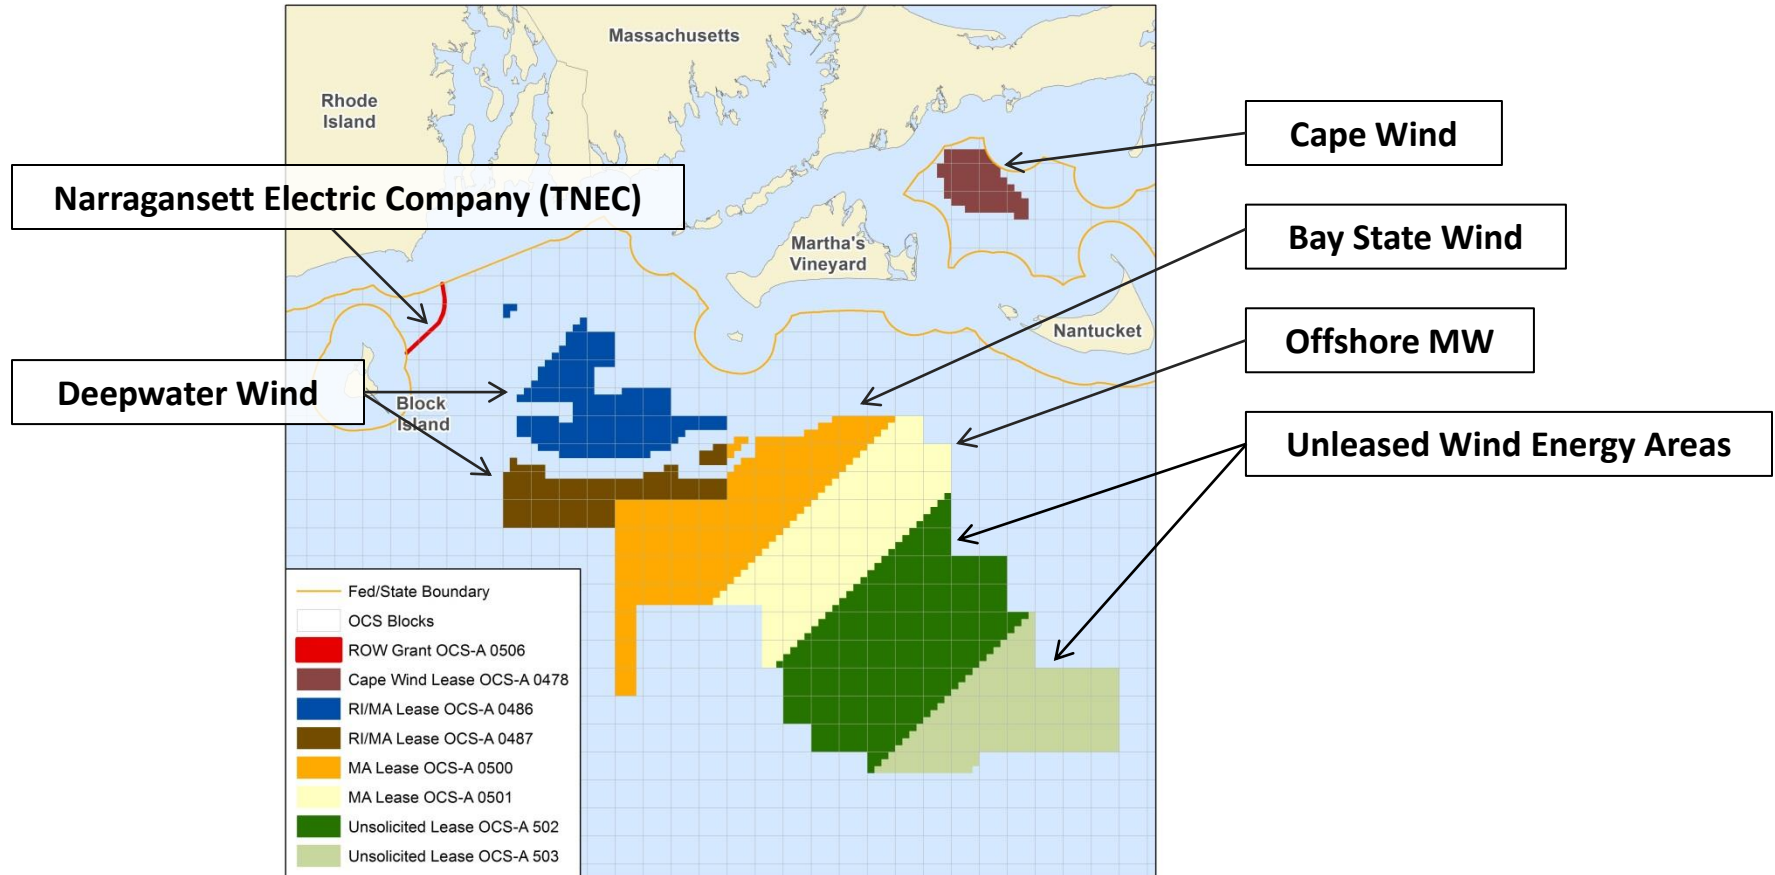 Massachusetts
Rhode
Island
Cape Wind
Narragansett Electric Company (TNEC)
Bay State Wind
Martha's
Vineyard
Nantucket
Offshore MW
Deepwater Wind
Block
Island
Unleased Wind Energy Areas
Fed/State Boundary
OCS Blocks
ROW Grant OCS-A 0506
Cape Wind Lease OCS-A 0478
RI/MA Lease OCS-A 0486
RI/MA Lease OCS-A 0487
MA Lease OCS-A 0500
MA Lease OCS-A 0501
Unsolicited Lease OCS-A 502
Unsolicited Lease OCS-A 503